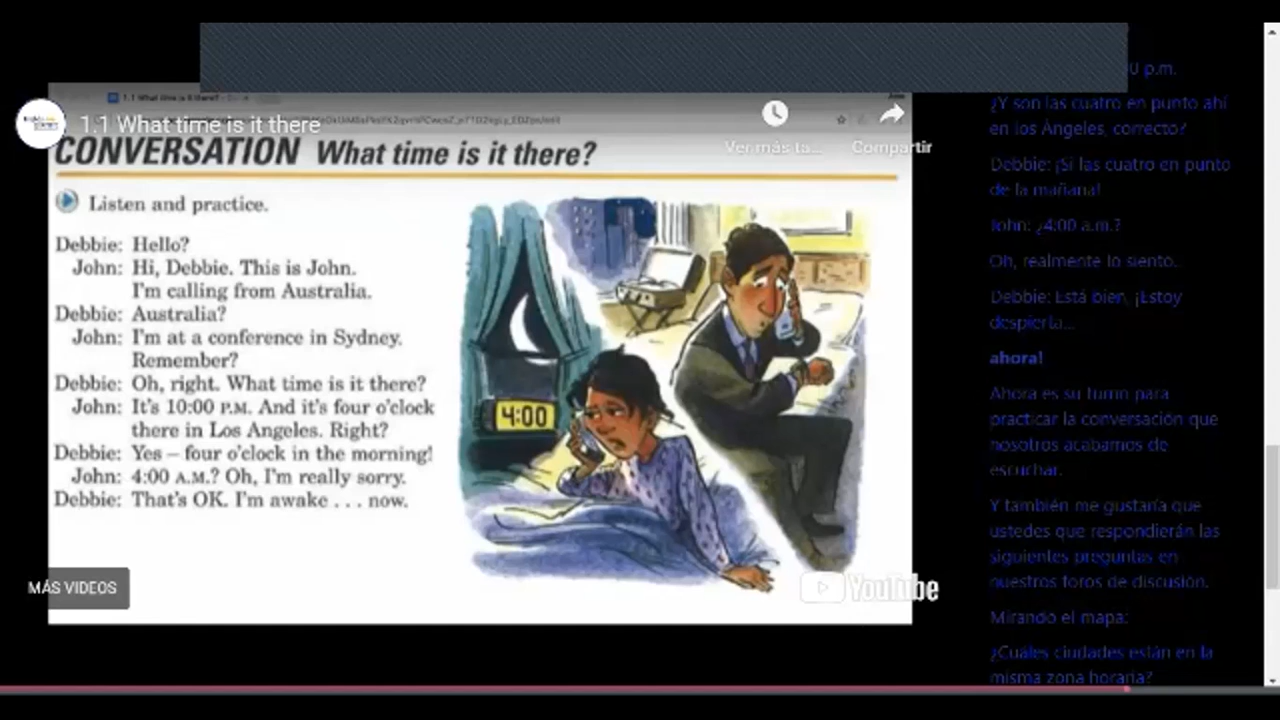 1.1 What time is it there
Ver más ta...
Compartir
CONVERSATION What time is it there?
Listen and practice.
Debbie: Hello?
John: Hi, Debbie. This is John.
I'm calling from Australia.
Debbie: Australia?
John: I'm at a conference in Sydney.
Remember?
Debbie: Oh, right. What time is it there?
John: It's 10:00 P.M. And it's four o'clock
there in Los Angeles. Right?
Debbie: Yes – four o'clock in the morning!
John: 4:00 A.M.? Oh, I'm really sorry.
Debbie: That's OK. I'm awake . . . now.
4:00
MÁS VIDEOS
YouTube
p.m.
¿Y son las cuatro en punto ahí
en los Ángeles, correcto?
Debbie: ¡Si las cuatro en punto
de la mañana!
John: ¿4:00 a.m.?
Oh, realmente lo siento..
Debbie: Está bien, ¡Estoy
despierta...
ahora!
Ahora es su turno para
practicar la conversación que
nosotros acabamos de
escuchar.
Y también me gustaría que
ustedes que respondierán las
siguientes preguntas en
nuestros foros de discusión.
Mirando el mapa:
¿Cuáles ciudades están en la
misma zona horaria?